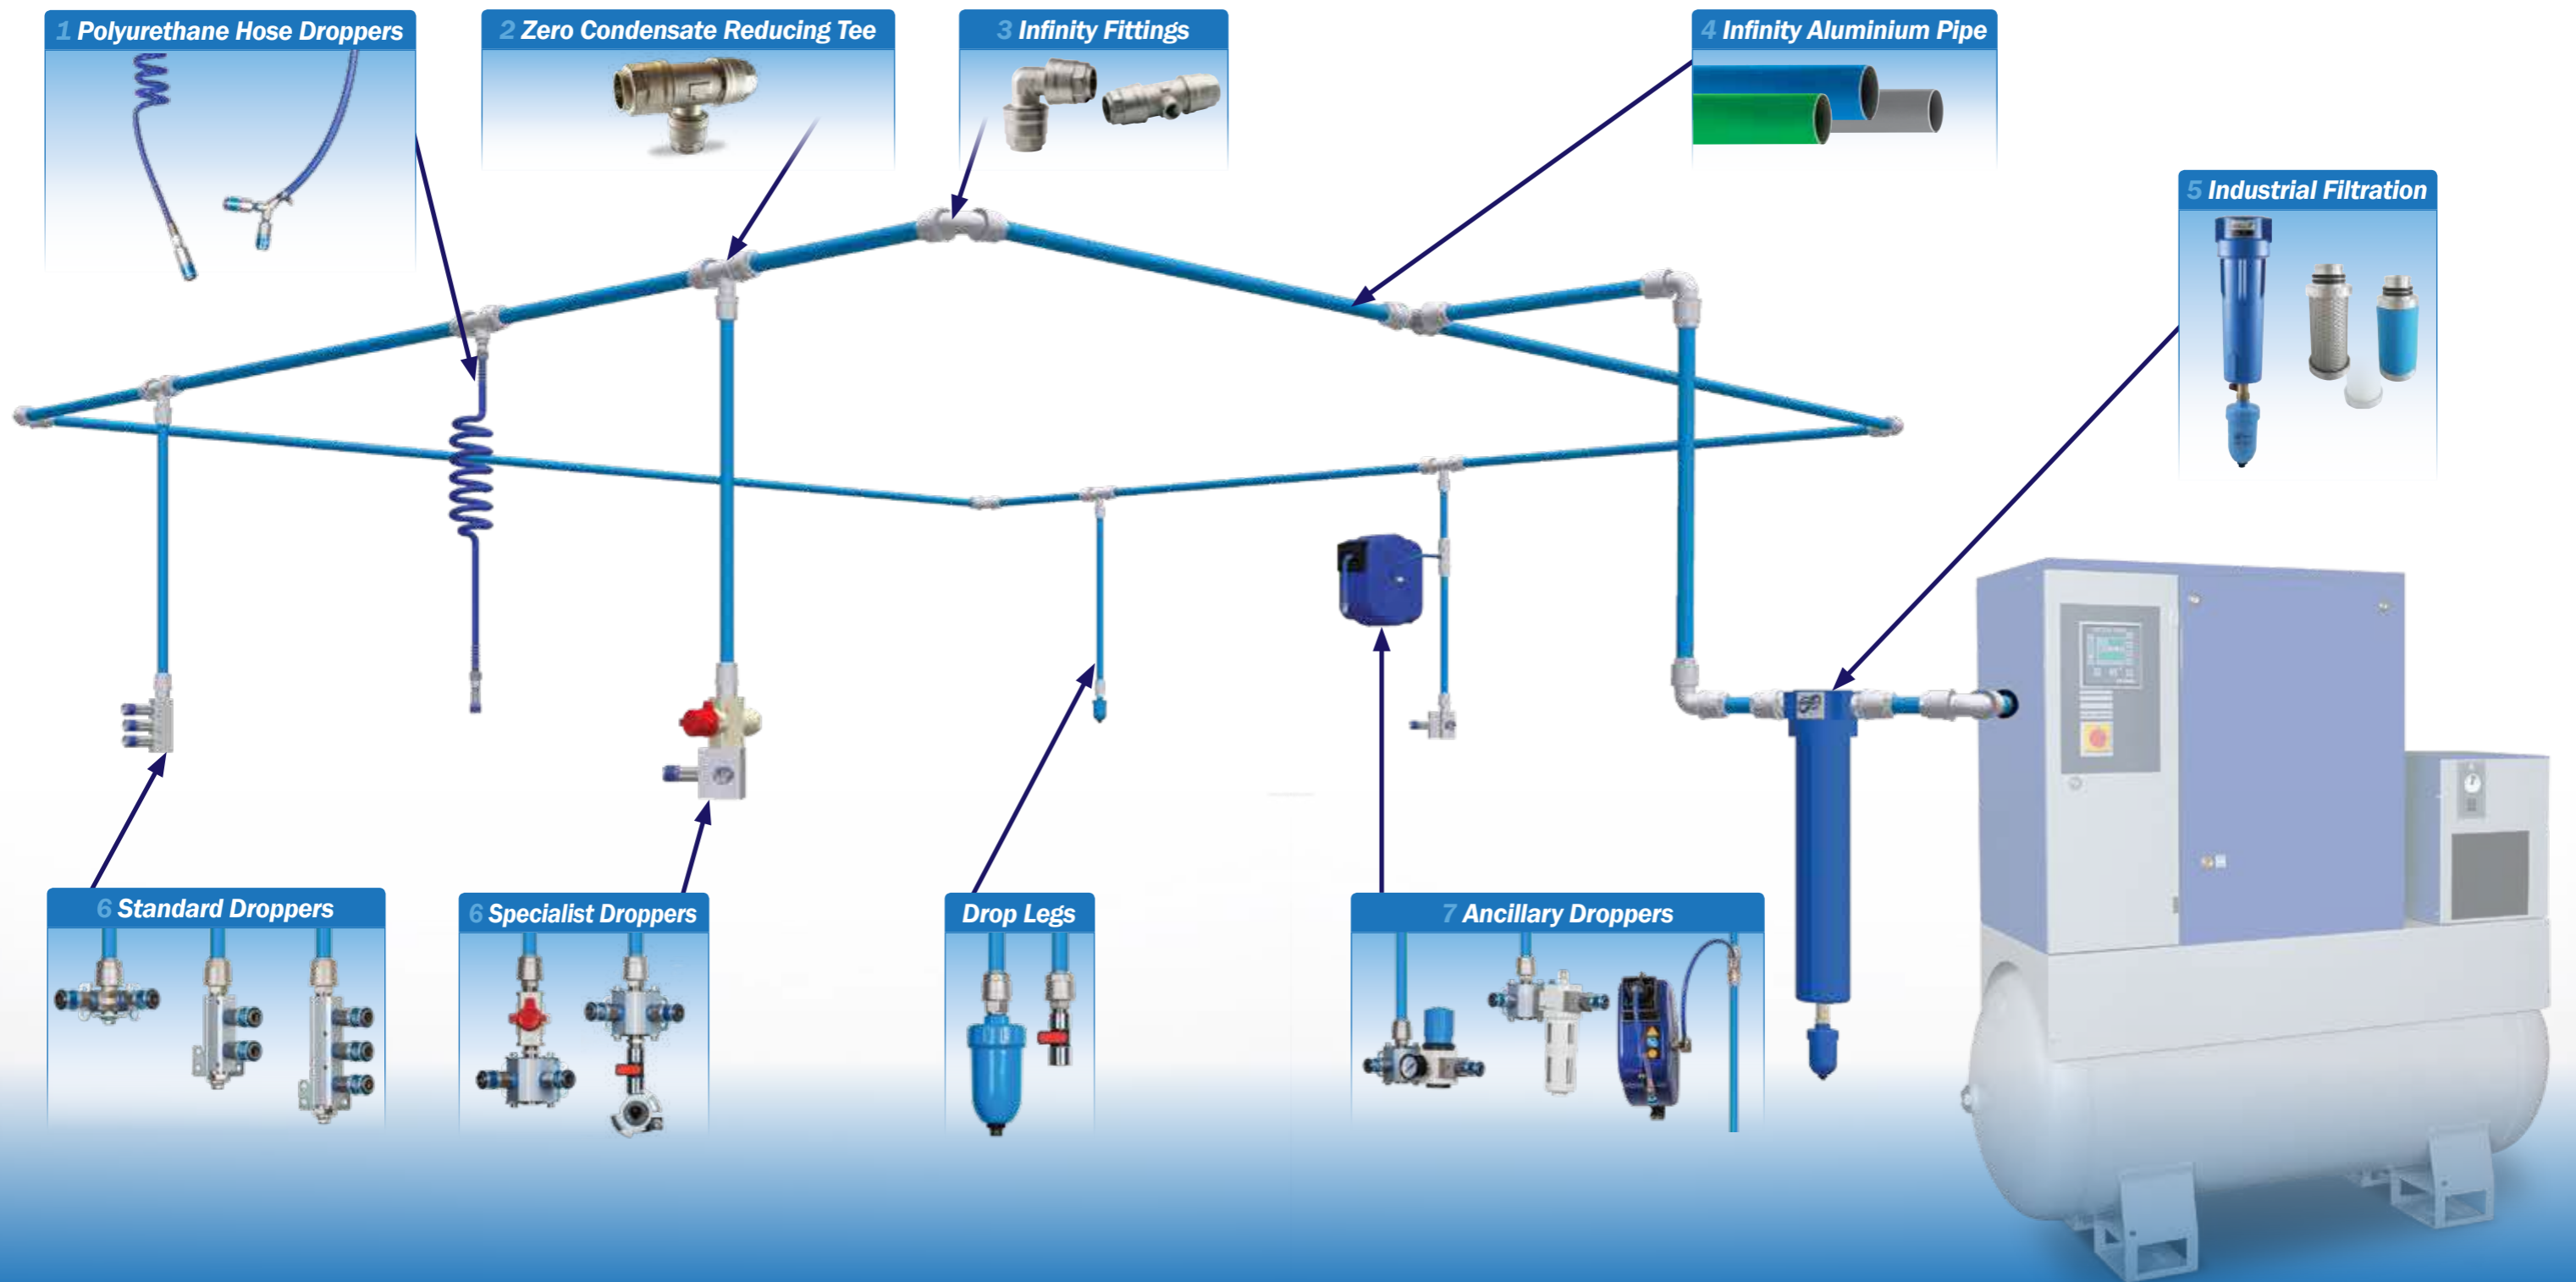 1 Polyurethane Hose Droppers
2 Zero Condensate Reducing Tee
3 Infinity Fittings
4 Infinity Aluminium Pipe
5 Industrial Filtration
6 Standard Droppers
6 Specialist Droppers
Drop Legs
7 Ancillary Droppers